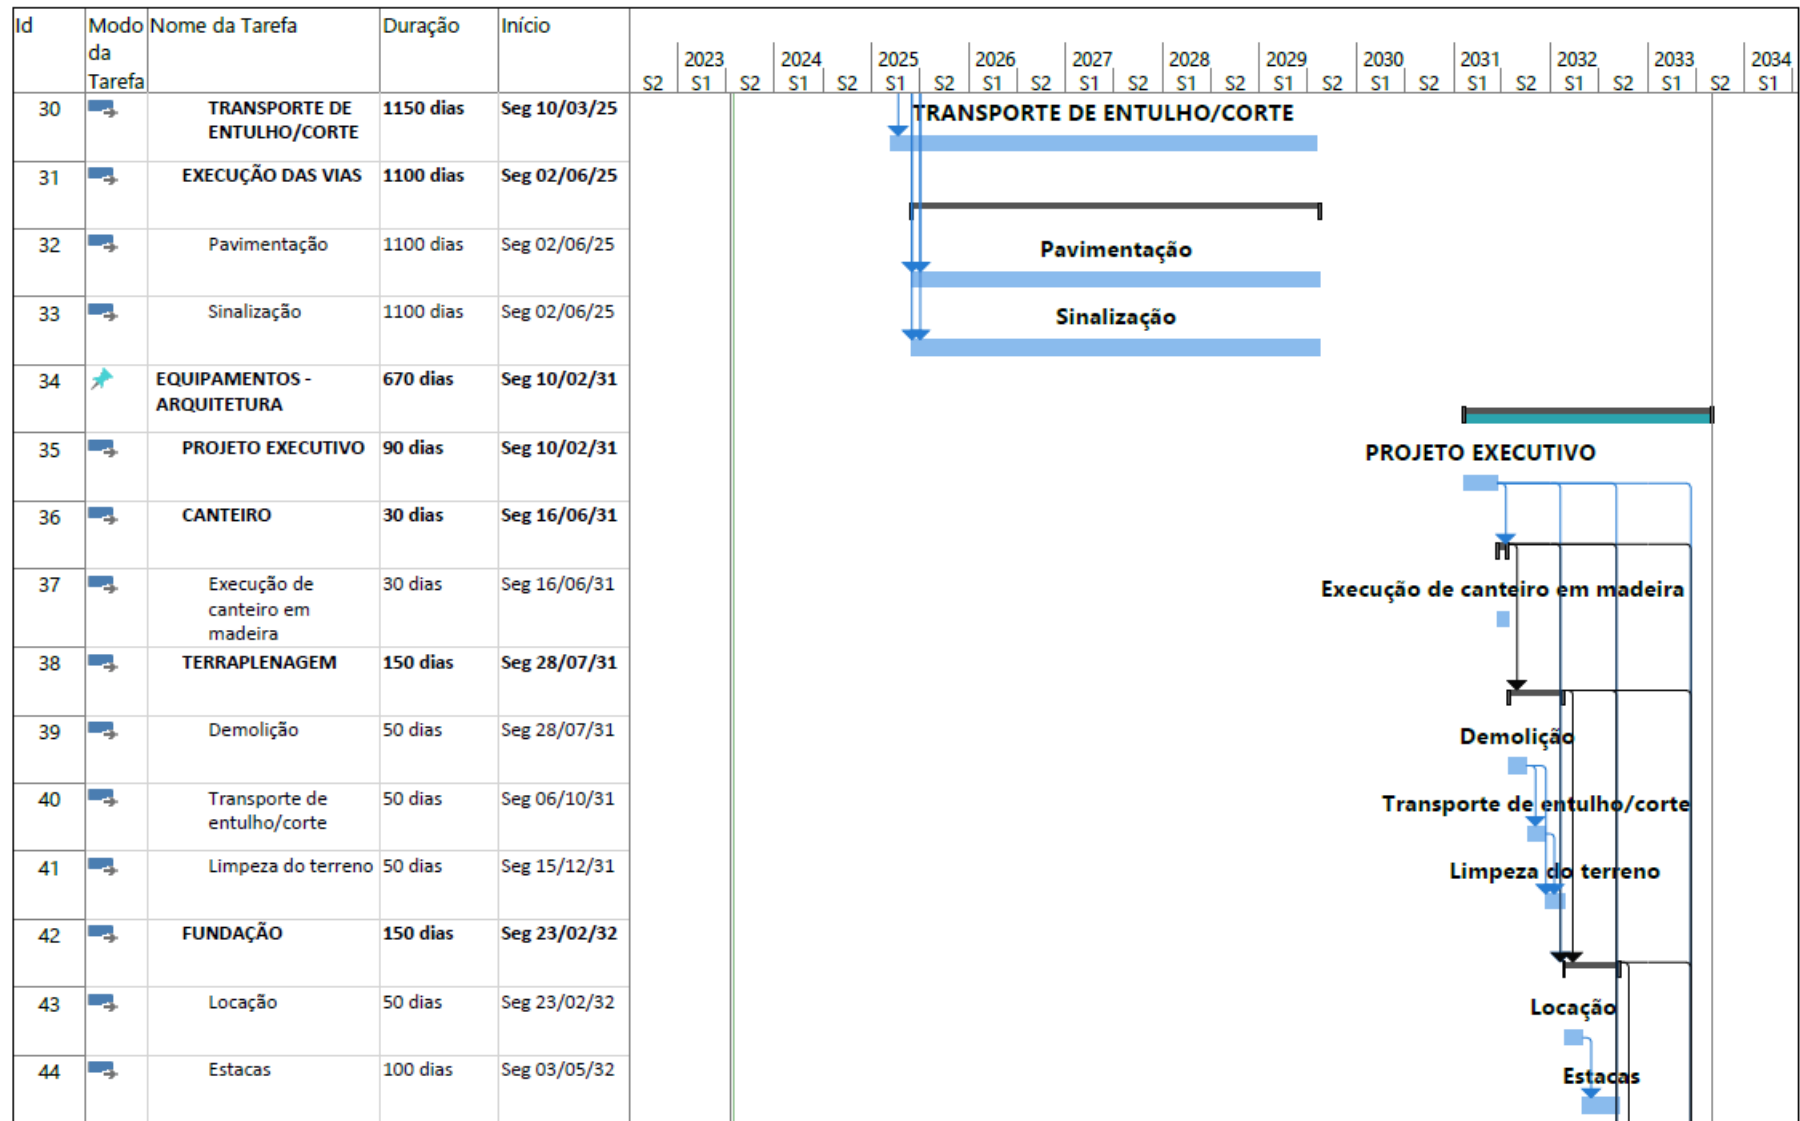 Id Modo Nome da Tarefa Duração Início
da
Tarefa
2023 2024 2025 2026 2027 2028 2029 2030 2031 2032 2033 2034
S2 S1 S2 S1 S2 S1 S2 S1 S2 S1 S2 S1 S2 S1 S2 S1 S2 S1 S2 S1 S2 S1 S2 S1
30 TRANSPORTE DE 1150 dias Seg 10/03/25 TRANSPORTE DE ENTULHO/CORTE
ENTULHO/CORTE
31 EXECUÇÃO DAS VIAS 1100 dias Seg 02/06/25
32 Pavimentação 1100 dias Seg 02/06/25 Pavimentação
33 Sinalização 1100 dias Seg 02/06/25 Sinalização
34 EQUIPAMENTOS - 670 dias Seg 10/02/31
ARQUITETURA
35 PROJETO EXECUTIVO 90 dias Seg 10/02/31 PROJETO EXECUTIVO
36 CANTEIRO 30 dias Seg 16/06/31
37 Execução de 30 dias Seg 16/06/31 Execução de canteiro em madeira
canteiro em
madeira
38 TERRAPLENAGEM 150 dias Seg 28/07/31
39 Demolição 50 dias Seg 28/07/31 Demolição
40 Transporte de 50 dias Seg 06/10/31 Transporte de entulho/corte
entulho/corte
41 Limpeza do terreno 50 dias Seg 15/12/31 Limpeza do terreno
42 FUNDAÇÃO 150 dias Seg 23/02/32
43 Locação 50 dias Seg 23/02/32 Locação
44 Estacas 100 dias Seg 03/05/32 Estacas